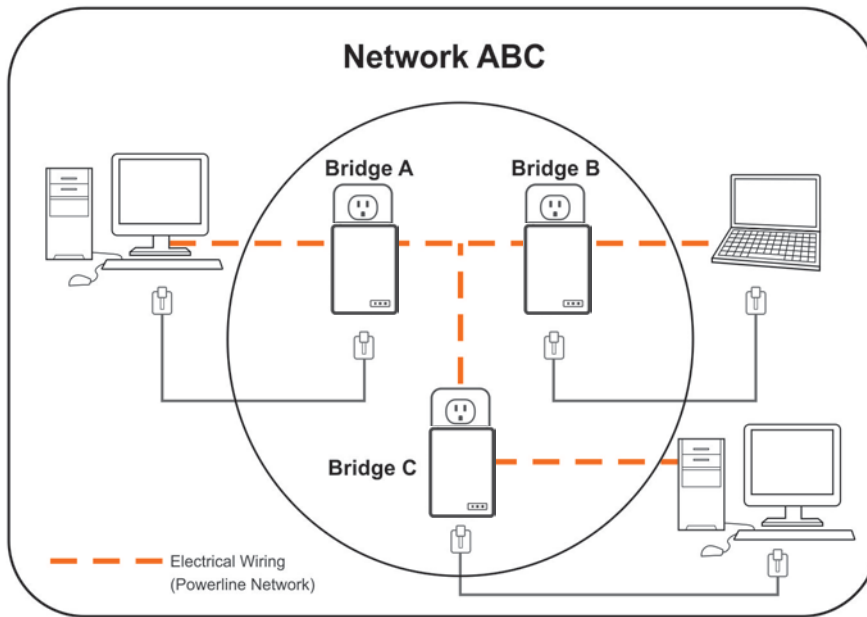 Network ABC
Bridge A
Bridge B
Bridge C
Electrical Wiring
(Powerline Network)